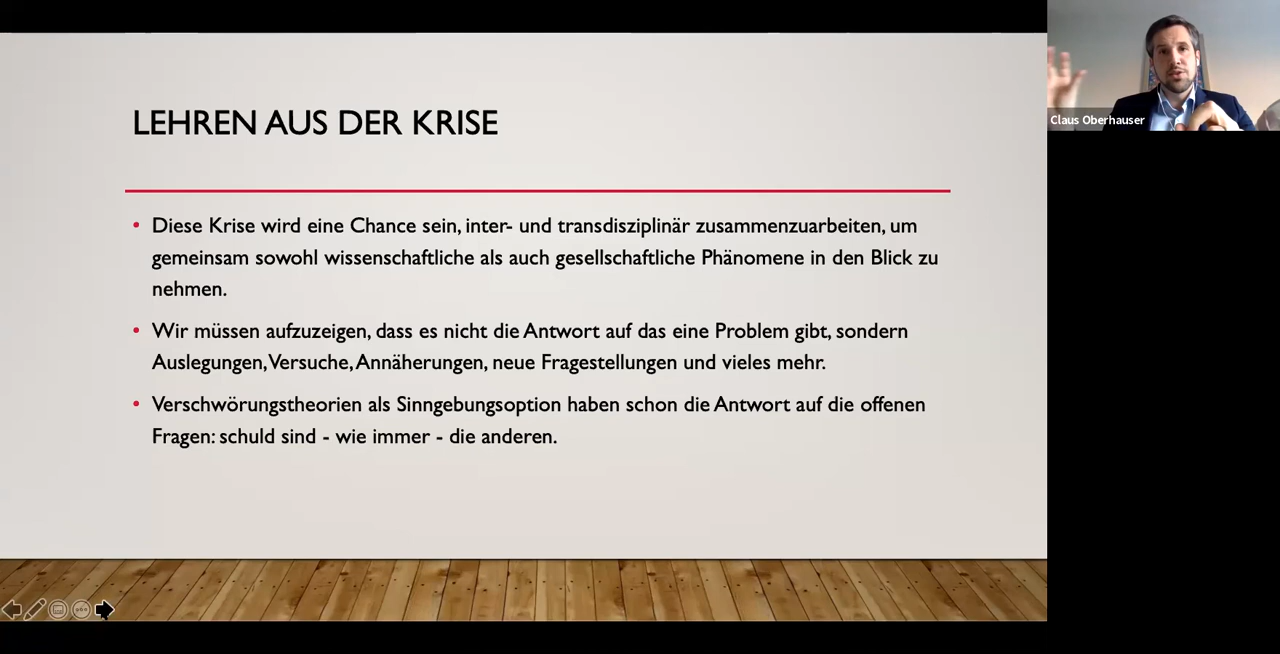 LEHREN AUS DER KRISE
Diese Krise wird eine Chance sein, inter- und transdisziplinär zusammenzuarbeiten, um
gemeinsam sowohl wissenschaftliche als auch gesellschaftliche Phänomene in den Blick zu
nehmen.
Wir müssen aufzuzeigen, dass es nicht die Antwort auf das eine Problem gibt, sondern
Auslegungen, Versuche, Annäherungen, neue Fragestellungen und vieles mehr.
Verschwörungstheorien als Sinngebungsoption haben schon die Antwort auf die offenen
Fragen: schuld sind - wie immer - die anderen.
Claus Oberhauser